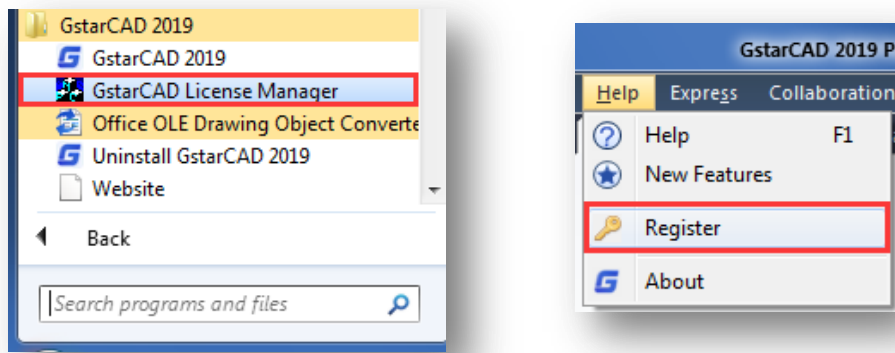 GstarCAD 2019
GstarCAD 2019
GstarCAD License Manager
Office OLE Drawing Object Converte
Uninstall GstarCAD 2019
Website
Back
Search programs and files
GstarCAD 2019 P
Help Express Collaboration
Help F1
New Features
Register
About